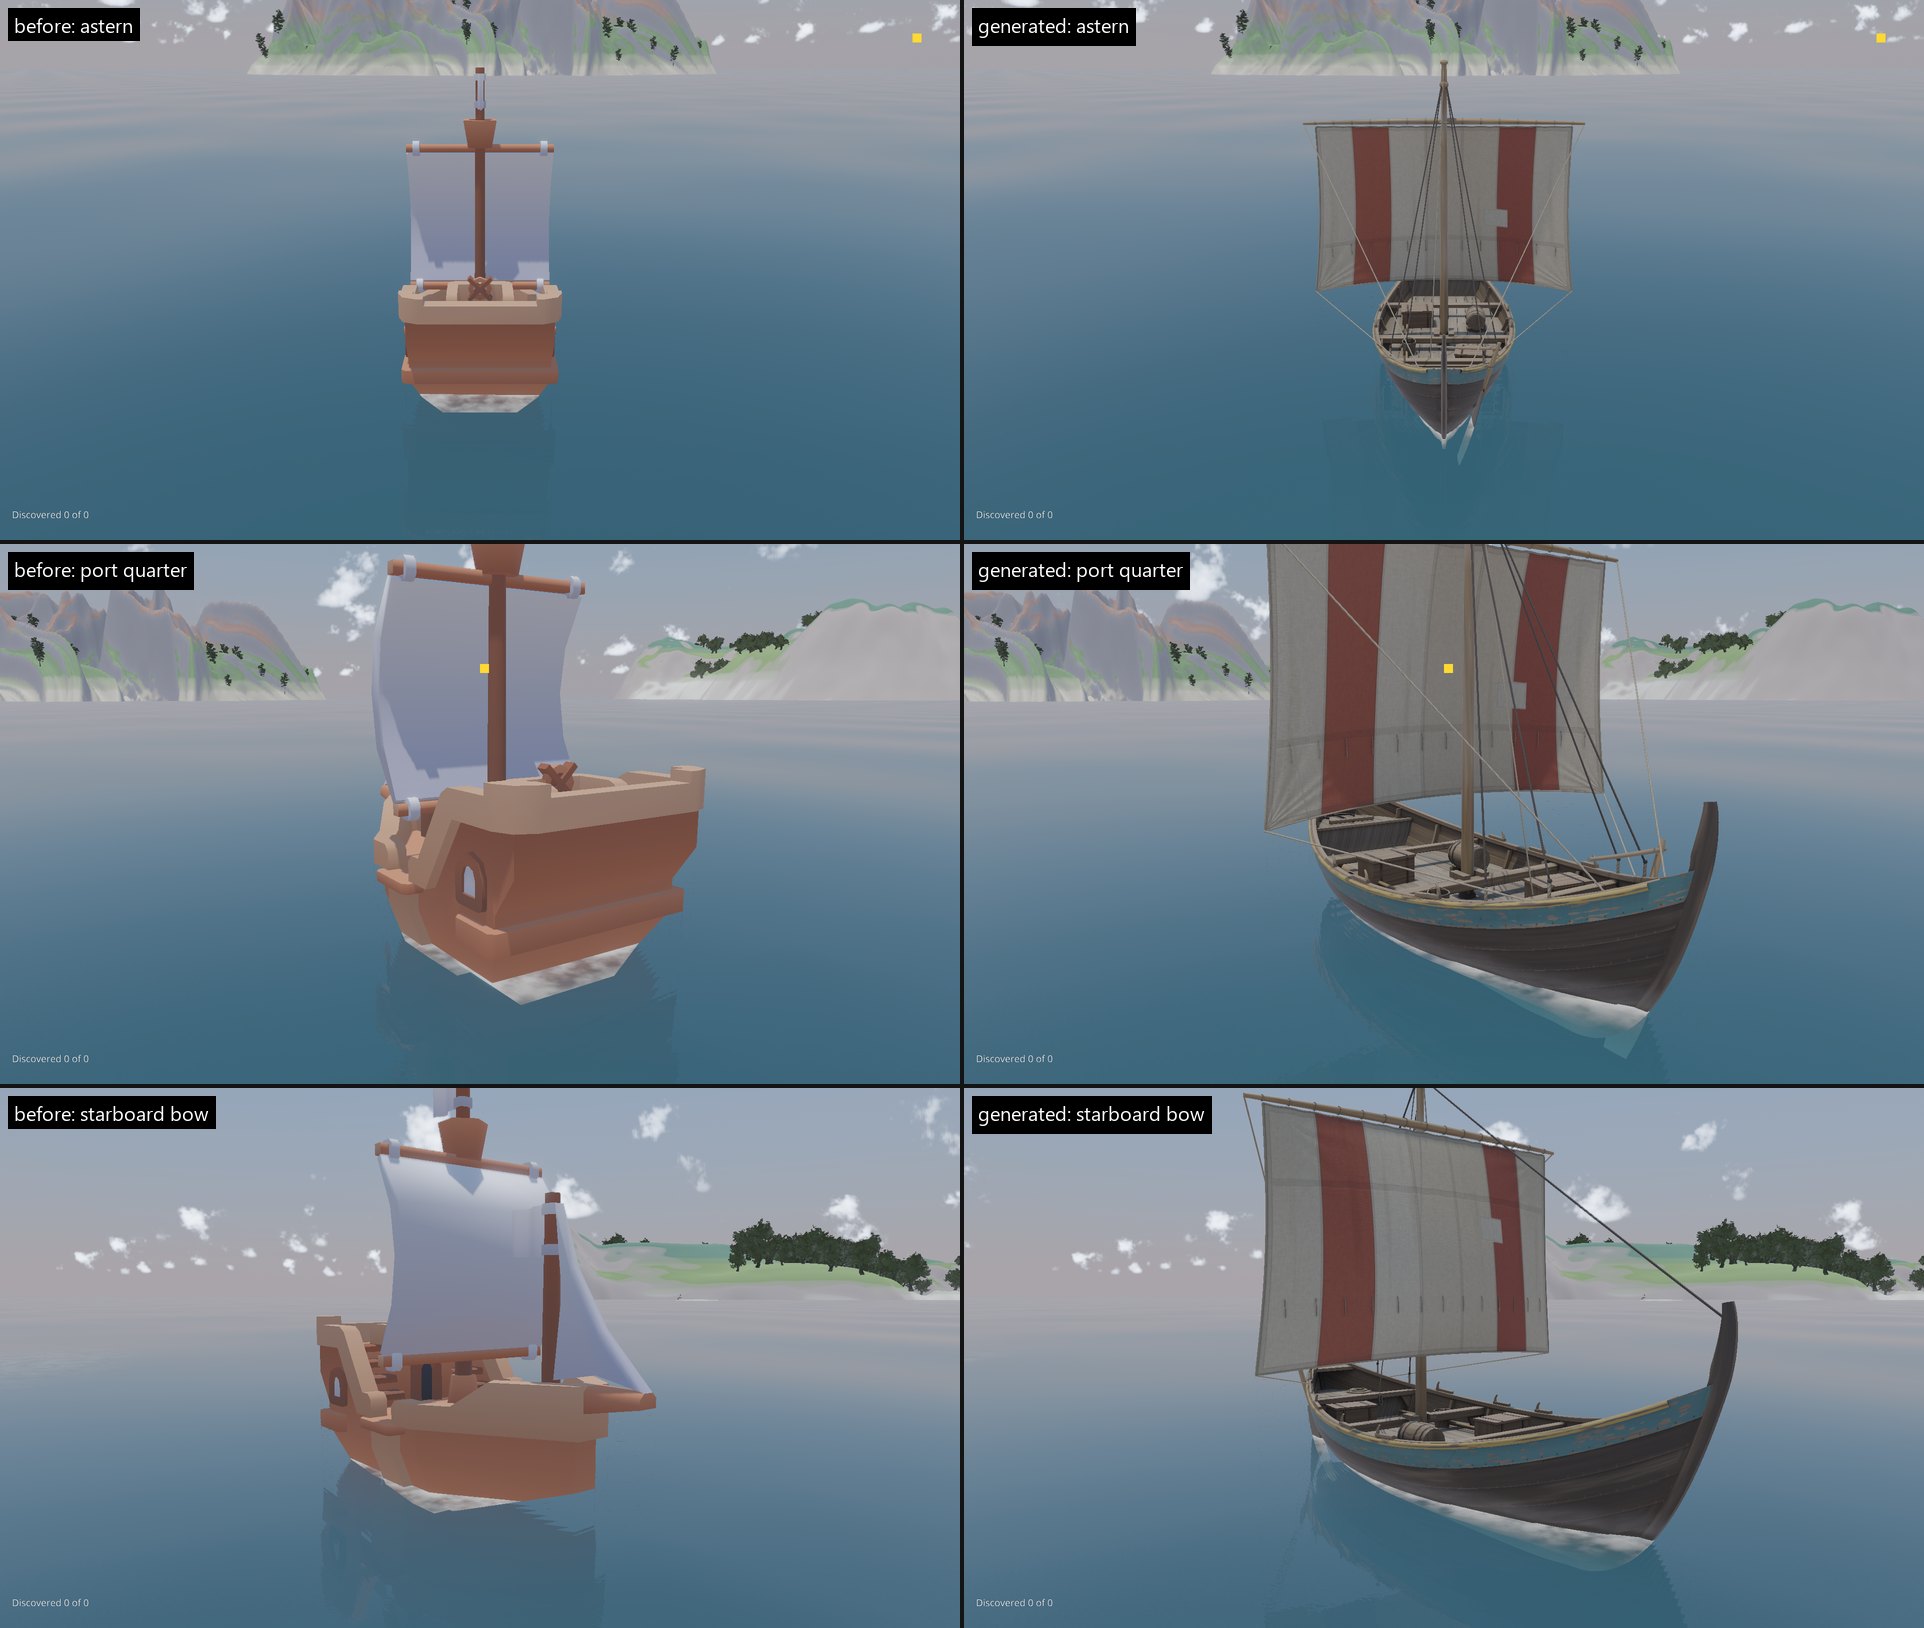 before: astern
generated: astern
Discovered 0 of 0
Discovered 0 of 0
before: port quarter
generated: port quarter
Discovered 0 of 0
Discovered 0 of 0
before: starboard bow
generated: starboard bow
Discovered 0 of 0
Discovered 0 of 0